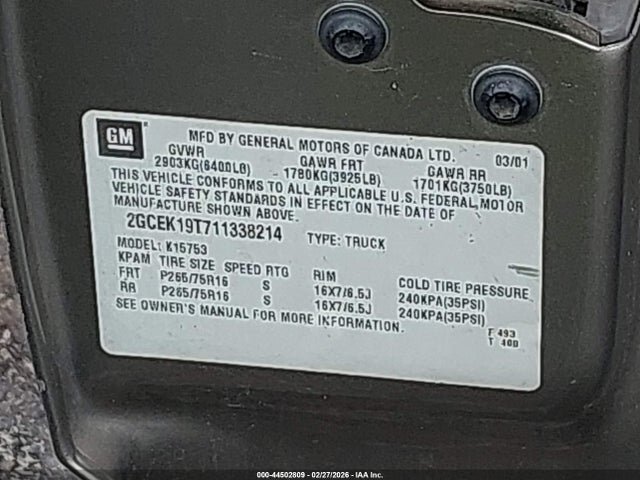 GM
MFD BY GENERAL MOTORS OF CANADA LTD. 03/01
GVWR GAWR FRT GAWR RR
2903KG(6400LB) 1780KG(3925LB) 1701KG(3750LB)
THIS VEHICLE CONFORMS TO ALL APPLICABLE U.S. FEDERAL MOTOR
VEHICLE SAFETY STANDARDS IN EFFECT ON THE DATE OF
MANUFACTURE SHOWN ABOVE.
2GCEK19T711338214 TYPE: TRUCK
MODEL: K15753
KPAM TIRE SIZE SPEED RTG RIM COLD TIRE PRESSURE
FRT P265/75R16 S 16X7/6.5J 240KPA(35PSI)
RR P265/75R16 S 16X7/6.5J 240KPA(35PSI)
SEE OWNER'S MANUAL FOR MORE INFORMATION.
F 493
T 400
000-44502809 - 02/27/2026 - IAA Inc.